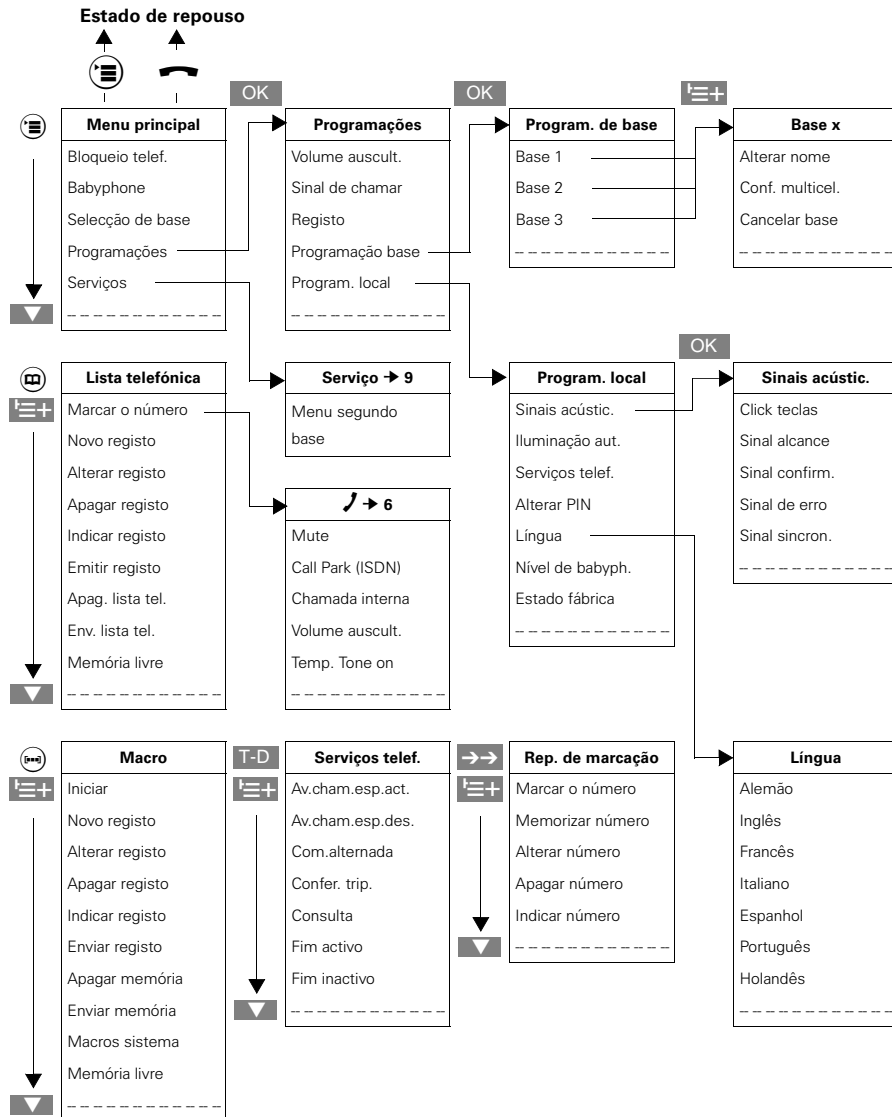 Estado de repouso
OK
OK
Menu principal
Bloqueio telef.
Babyphone
Selecção de base
Programações
Serviços
Programações
Volume auscult.
Sinal de chamar
Registo
Programação base
Program. local
Program. de base
Base 1
Base 2
Base 3
Base x
Alterar nome
Conf. multicel.
Cancelar base
OK
Lista telefónica
Marcar o número
Novo registo
Alterar registo
Apagar registo
Indicar registo
Emitir registo
Apag. lista tel.
Env. lista tel.
Memória livre
Serviço → 9
Menu segundo
base
→ 6
Mute
Call Park (ISDN)
Chamada interna
Volume auscult.
Temp. Tone on
Program. local
Sinais acústic.
Iluminação aut.
Serviços telef.
Alterar PIN
Língua
Nível de babyph.
Estado fábrica
Sinais acústic.
Click teclas
Sinal alcance
Sinal confirm.
Sinal de erro
Sinal sincron.
Macro
Iniciar
Novo registo
Alterar registo
Apagar registo
Indicar registo
Enviar registo
Apagar memória
Enviar memória
Macros sistema
Memória livre
T-D
Serviços telef.
Av.cham.esp.act.
Av.cham.esp.des.
Com.alternada
Confer. trip.
Consulta
Fim activo
Fim inactivo
→→
Rep. de marcação
Marcar o número
Memorizar número
Alterar número
Apagar número
Indicar número
Língua
Alemão
Inglês
Francês
Italiano
Espanhol
Português
Holandês